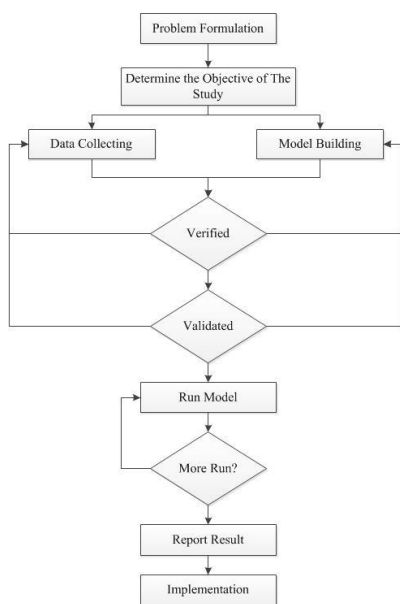 Problem Formulation
Determine the Objective of The
Study
Data Collecting
Model Building
Verified
Validated
Run Model
More Run?
Report Result
Implementation